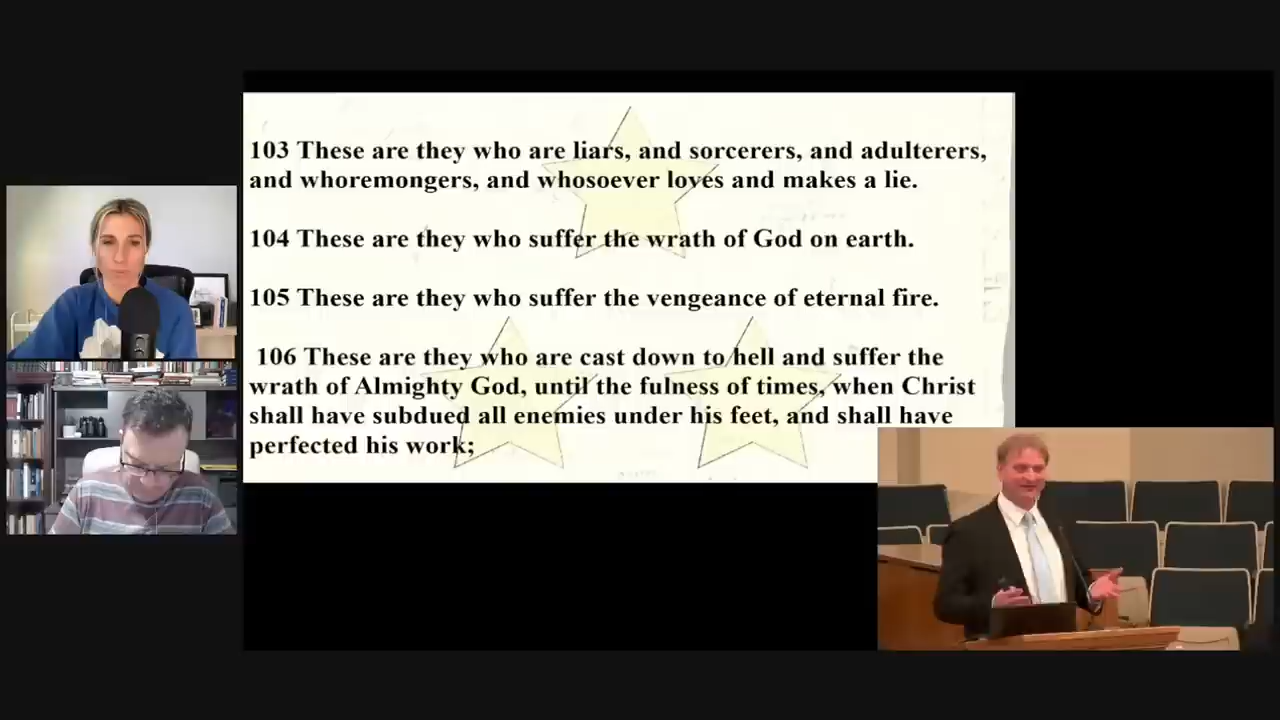 103 These are they who are liars, and sorcerers, and adulterers,
and whoremongers, and whosoever loves and makes a lie.
104 These are they who suffer the wrath of God on earth.
105 These are they who suffer the vengeance of eternal fire.
106 These are they who are cast down to hell and suffer the
wrath of Almighty God, until the fulness of times, when Christ
shall have subdued all enemies under his feet, and shall have
perfected his work;